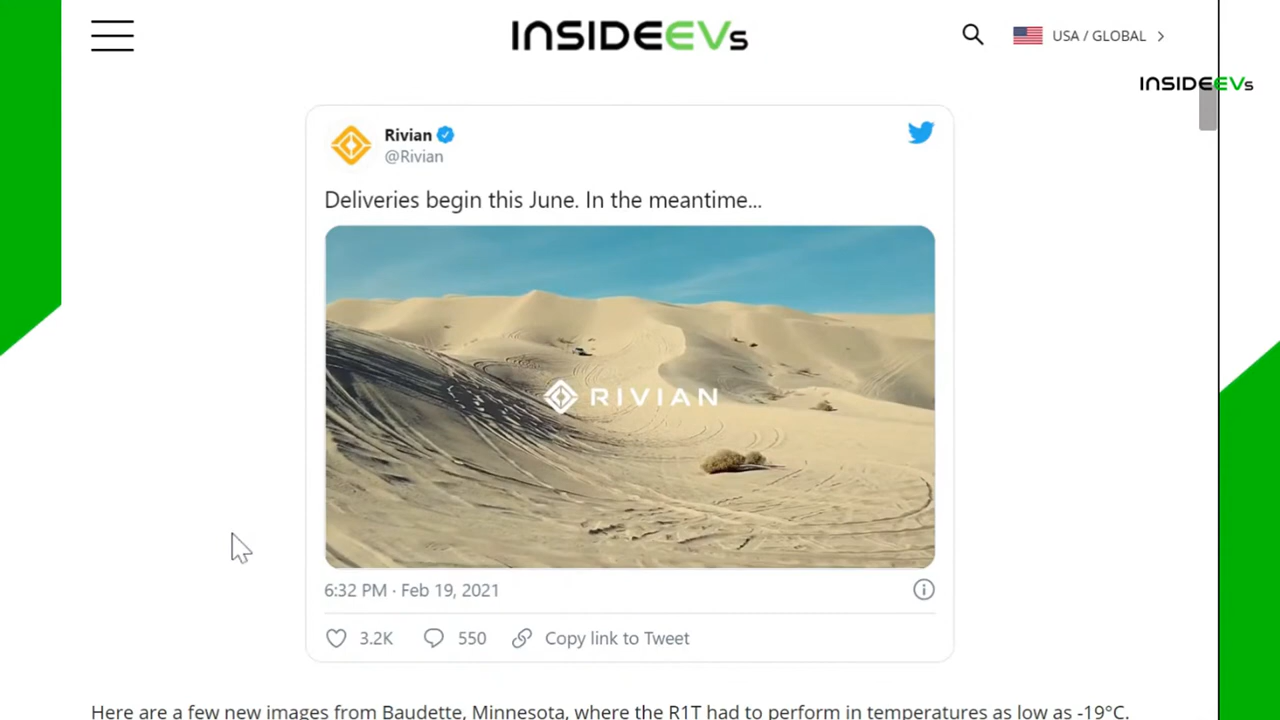 INSIDEEVs
USA / GLOBAL
INSIDEEVs
Rivian
@Rivian
Deliveries begin this June. In the meantime...
RIVIAN
6:32 PM · Feb 19, 2021
3.2K
550
Copy link to Tweet
Here are a few new images from Baudette, Minnesota, where the R1T had to perform in temperatures as low as -19°C.